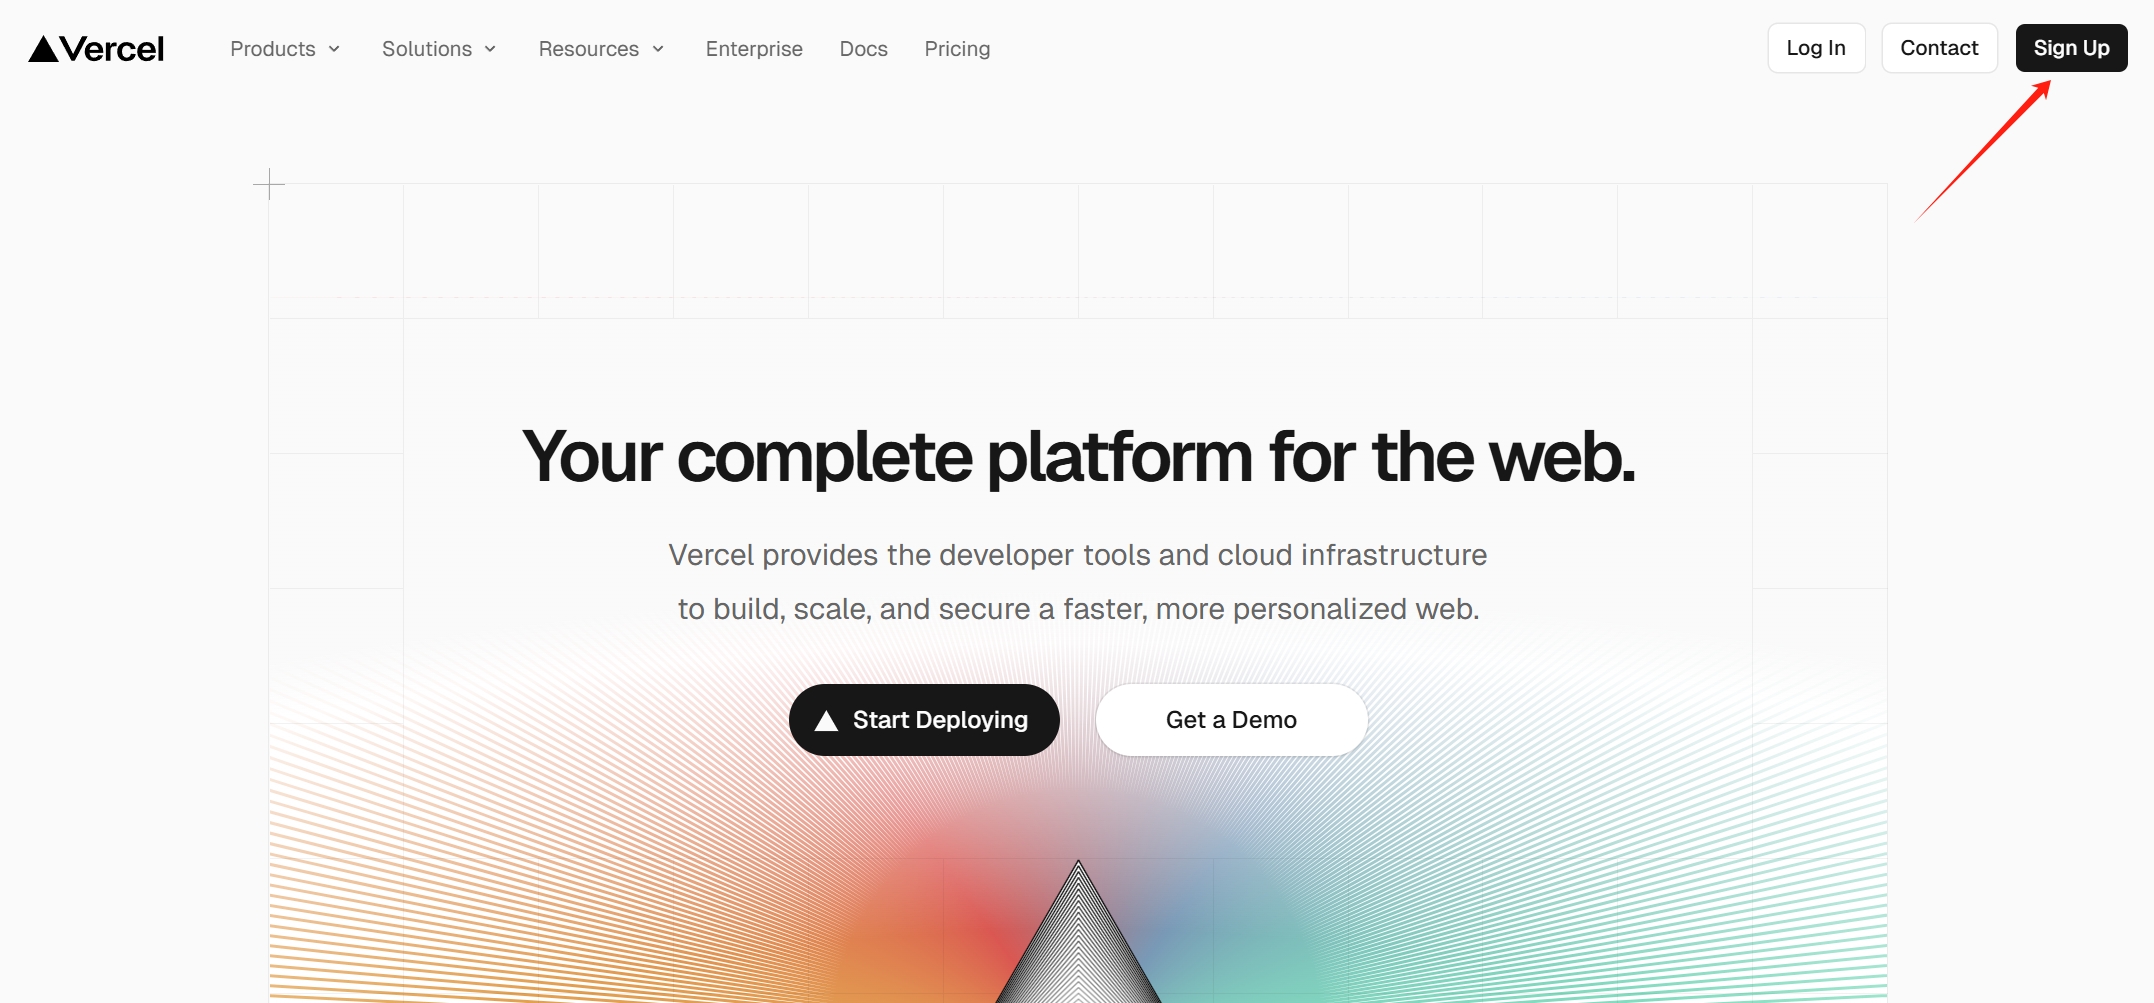 Vercel
Products
Solutions
Resources
Enterprise
Docs
Pricing
Log In
Contact
Sign Up
Your complete platform for the web.
Vercel provides the developer tools and cloud infrastructure
to build, scale, and secure a faster, more personalized web.
Start Deploying
Get a Demo